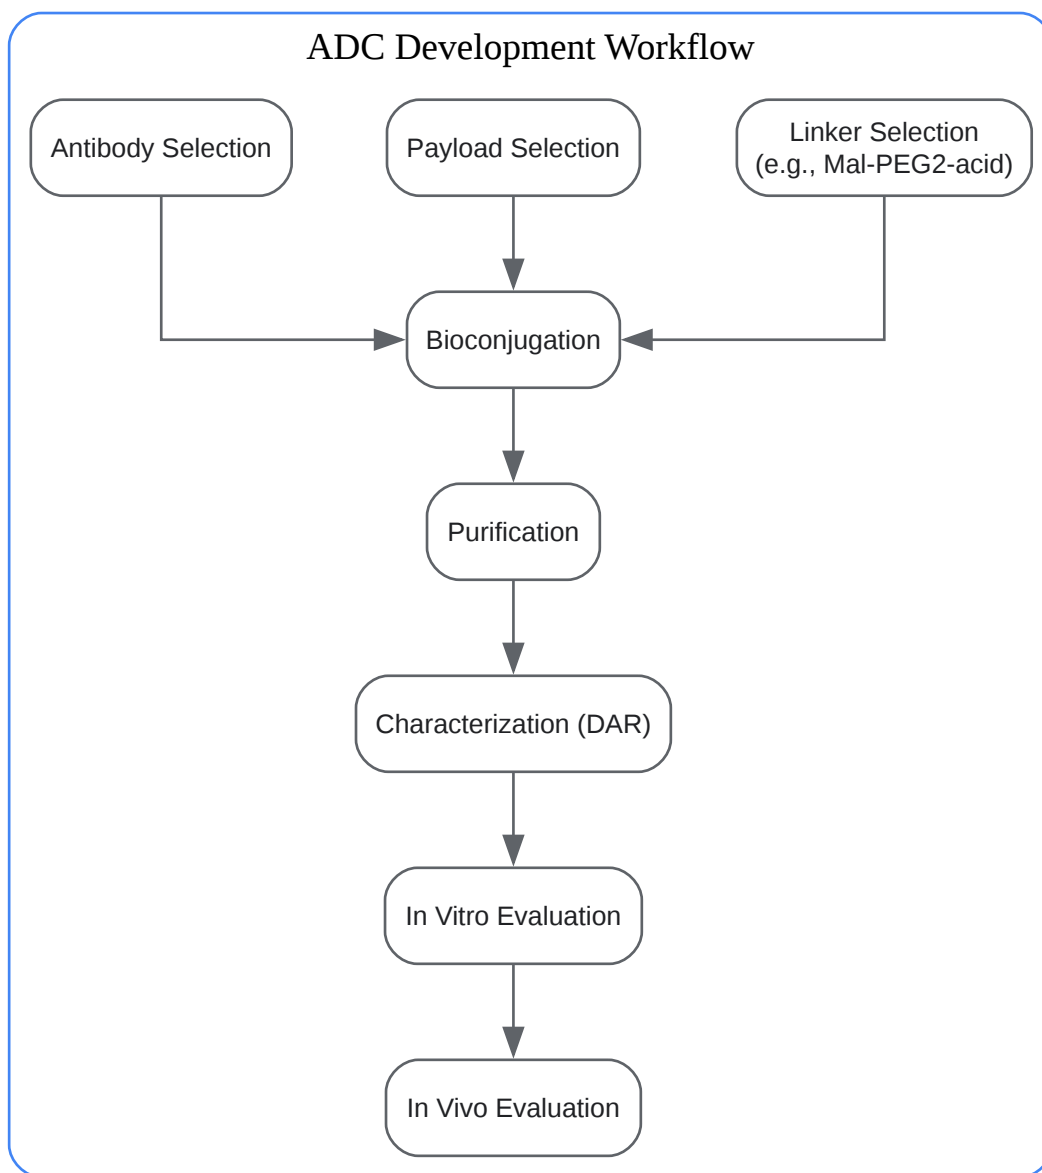 ADC Development Workflow
Antibody Selection
Payload Selection
Linker Selection
(e.g., Mal-PEG2-acid)
Bioconjugation
Purification
Characterization (DAR)
In Vitro Evaluation
In Vivo Evaluation